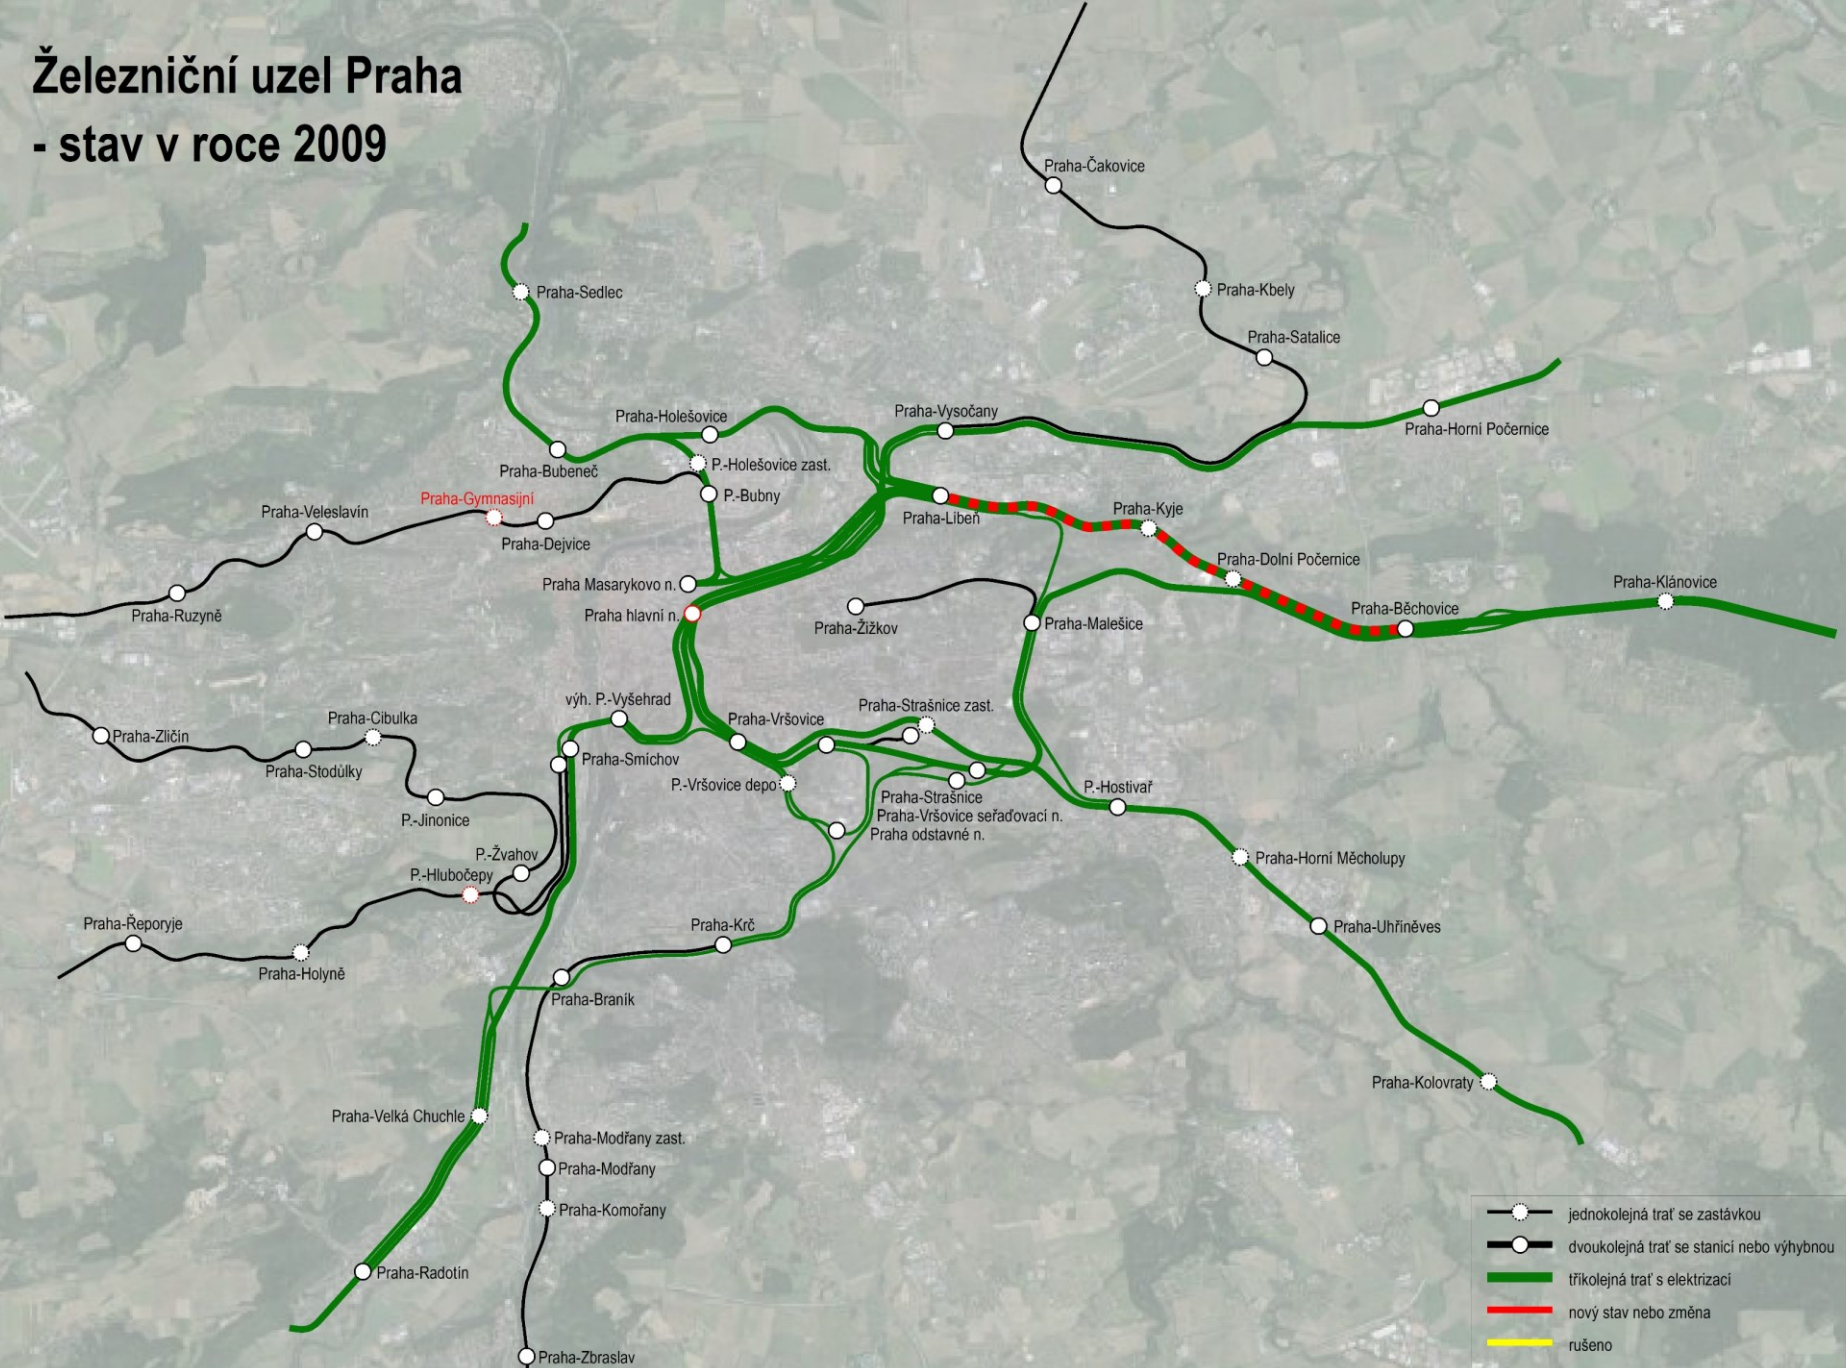 Železniční uzel Praha
- stav v roce 2009
Praha-Čakovice
Praha-Kbely
Praha-Sedlec
Praha-Satalice
Praha-Holešovice
Praha-Vysočany
Praha-Horní Počernice
Praha-Bubeneč
P.-Holešovice zast.
Praha-Gymnasijní
P.-Bubny
Praha-Veleslavín
Praha-Libeň
Praha-Kyje
Praha-Dejvice
Praha-Dolní Počernice
Praha Masarykovo n.
Praha-Klánovice
Praha-Ruzyně
Praha hlavní n.
Praha-Žižkov
Praha-Malešice
Praha-Běchovice
výh. P.-Vyšehrad
Praha-Strašnice zast.
Praha-Cibulka
Praha-Vršovice
Praha-Zličín
Praha-Smíchov
Praha-Stodůlky
P.-Vršovice depo
P.-Hostivař
Praha-Strašnice
P.-Jinonice
Praha-Vršovice seřaďovací n.
Praha odstavné n.
P.-Žvahov
Praha-Horní Měcholupy
P.-Hlubočepy
Praha-Řeporyje
Praha-Krč
Praha-Uhříněves
Praha-Holyně
Praha-Braník
Praha-Kolovraty
Praha-Velká Chuchle
Praha-Modřany zast.
Praha-Modřany
Praha-Komořany
Praha-Radotín
Praha-Zbraslav
jednokolejná trať se zastávkou
dvoukolejná trať se stanicí nebo výhybnou
tříkolejná trať s elektrizací
nový stav nebo změna
rušeno